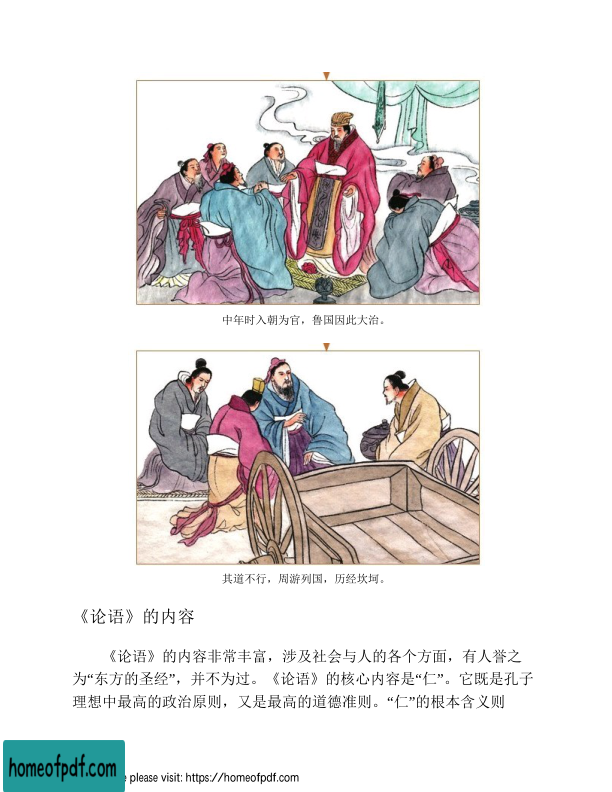 中年时入朝为官，鲁国因此大治。
其道不行，周游列国，历经坎坷。
《论语》的内容
《论语》的内容非常丰富，涉及社会与人的各个方面，有人誉之
为“东方的圣经”，并不为过。《论语》的核心内容是“仁”。它既是孔子
理想中最高的政治原则，又是最高的道德准则。“仁”的根本含义则
homeofpdf.com
e please visit: https://homeofpdf.com